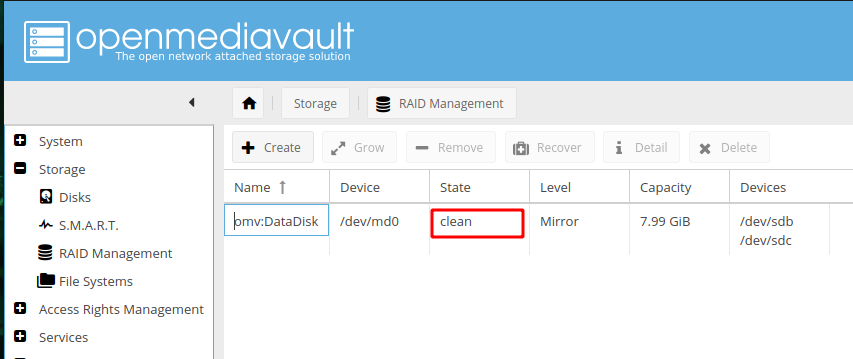 openmediavault
The open network attached storage solution
Storage
RAID Management
System
Storage
Disks
S.M.A.R.T.
RAID Management
File Systems
Access Rights Management
Services
Create
Grow
Remove
Recover
Detail
Delete
Name
Device
State
Level
Capacity
Devices
omv:DataDisk
/dev/md0
clean
Mirror
7.99 GiB
/dev/sdb
/dev/sdc